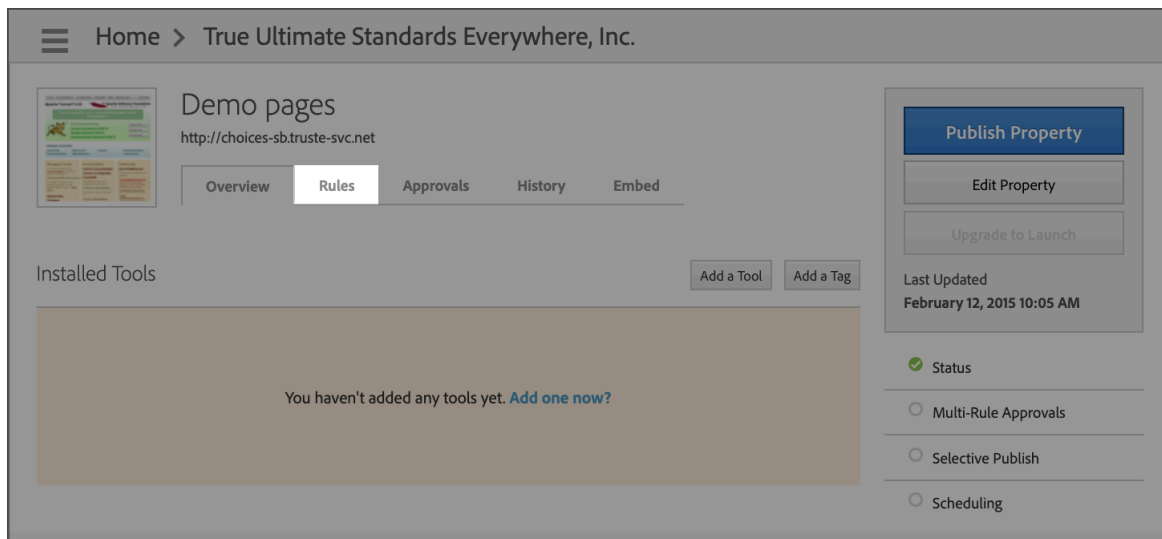 Home > True Ultimate Standards Everywhere, Inc.
Demo pages
http://choices-sb.truste-svc.net
Overview Rules Approvals History Embed
Installed Tools
Add a Tool Add a Tag
You haven't added any tools yet. Add one now?
Publish Property
Edit Property
Upgrade to Launch
Last Updated
February 12, 2015 10:05 AM
Status
Multi-Rule Approvals
Selective Publish
Scheduling